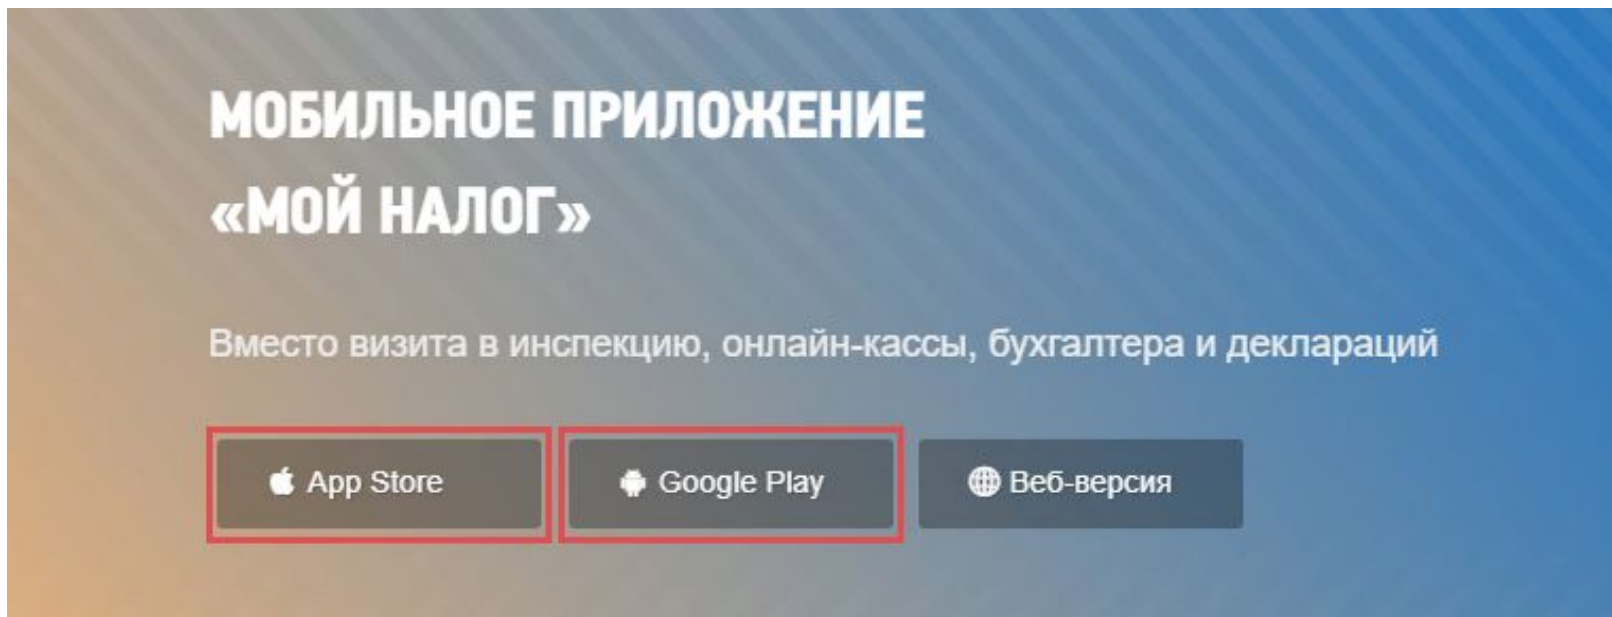 МОБИЛЬНОЕ ПРИЛОЖЕНИЕ
«МОЙ НАЛОГ»
Вместо визита в инспекцию, онлайн-кассы, бухгалтера и деклараций
App Store
Google Play
Веб-версия